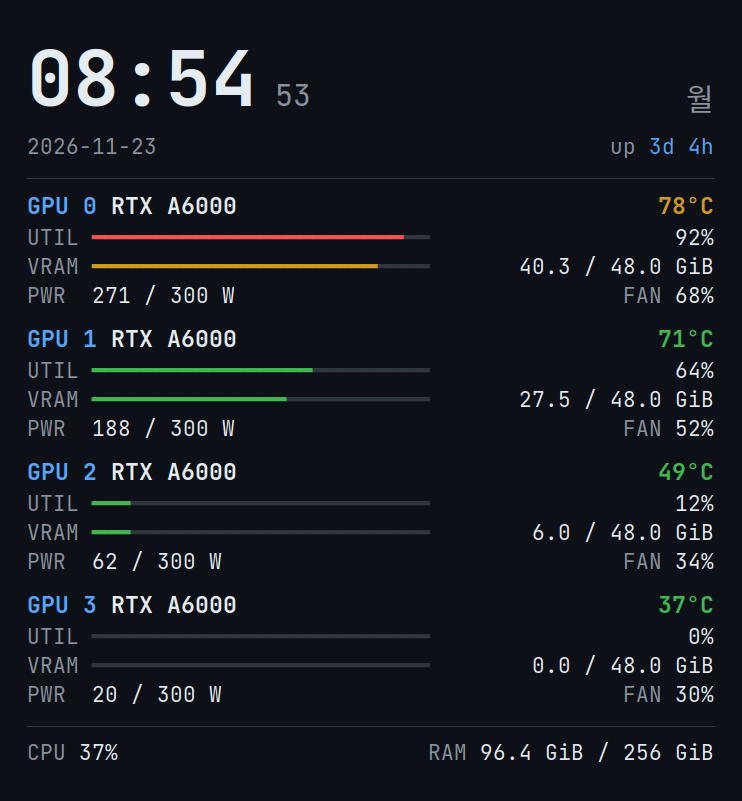 08:54 53 월
2026-11-23 up 3d 4h
GPU 0 RTX A6000 78°C
UTIL 92%
VRAM 40.3 / 48.0 GiB
PWR 271 / 300 W FAN 68%
GPU 1 RTX A6000 71°C
UTIL 64%
VRAM 27.5 / 48.0 GiB
PWR 188 / 300 W FAN 52%
GPU 2 RTX A6000 49°C
UTIL 12%
VRAM 6.0 / 48.0 GiB
PWR 62 / 300 W FAN 34%
GPU 3 RTX A6000 37°C
UTIL 0%
VRAM 0.0 / 48.0 GiB
PWR 20 / 300 W FAN 30%
CPU 37% RAM 96.4 GiB / 256 GiB